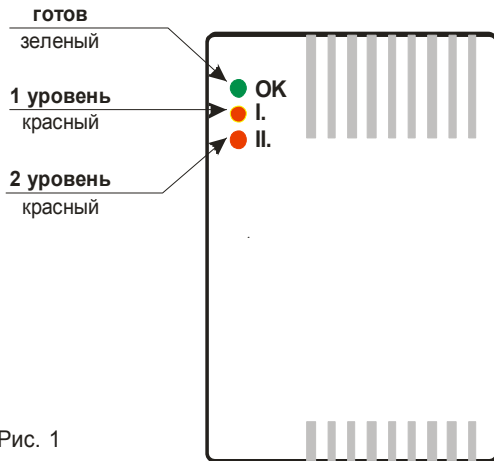 готов
зеленый
OK
1 уровень
I.
красный
II.
2 уровень
красный
Рис. 1